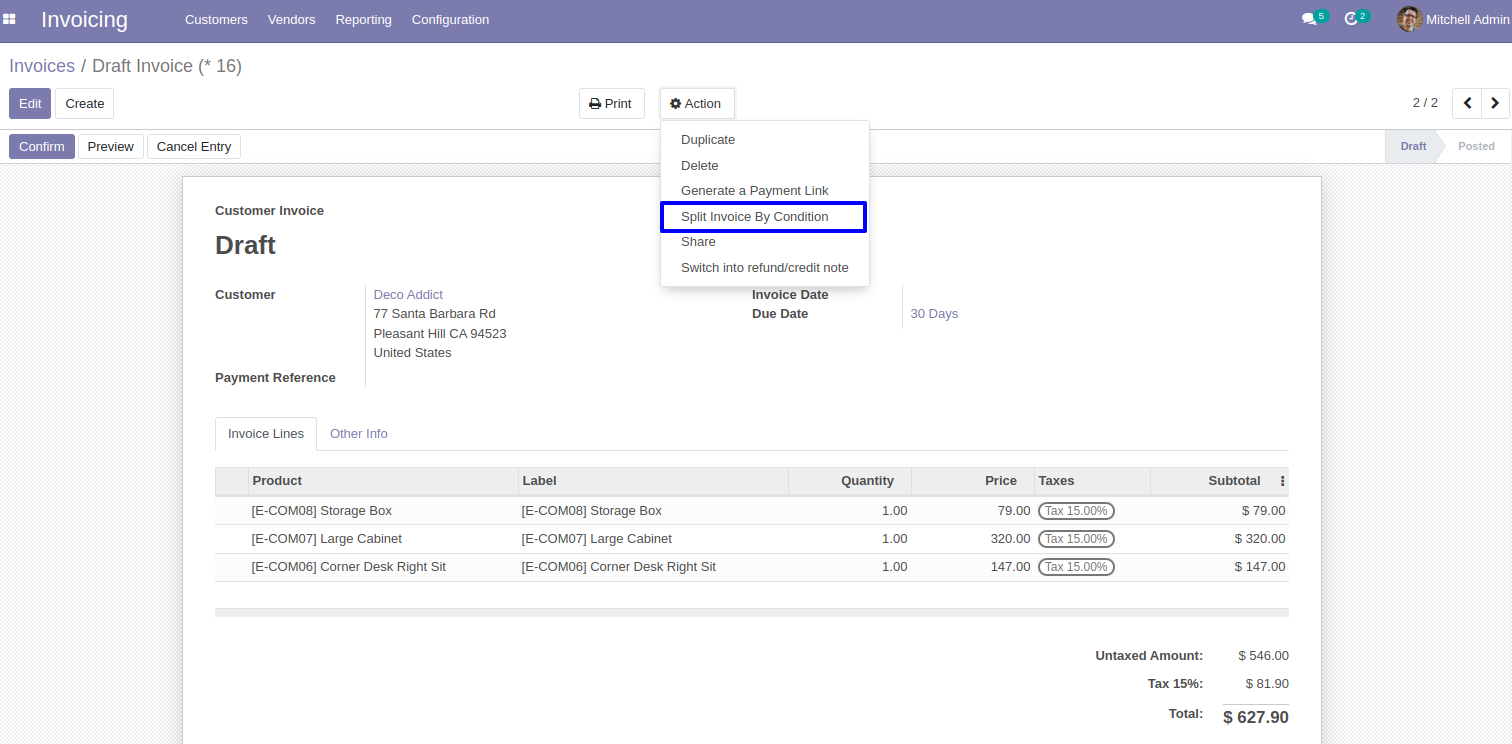 Invoicing Customers Vendors Reporting Configuration 5 2 Mitchell Admin
Invoices / Draft Invoice (* 16)
Edit Create Print Action 2 / 2
Confirm Preview Cancel Entry Draft Posted
Duplicate
Delete
Generate a Payment Link
Split Invoice By Condition
Share
Switch into refund/credit note
Customer Invoice
Draft
Customer Deco Addict
77 Santa Barbara Rd
Pleasant Hill CA 94523
United States
Payment Reference
Invoice Date
Due Date 30 Days
Invoice Lines Other Info
Product Label Quantity Price Taxes Subtotal
[E-COM08] Storage Box [E-COM08] Storage Box 1.00 79.00 Tax 15.00% $ 79.00
[E-COM07] Large Cabinet [E-COM07] Large Cabinet 1.00 320.00 Tax 15.00% $ 320.00
[E-COM06] Corner Desk Right Sit [E-COM06] Corner Desk Right Sit 1.00 147.00 Tax 15.00% $ 147.00
Untaxed Amount: $ 546.00
Tax 15%: $ 81.90
Total: $ 627.90